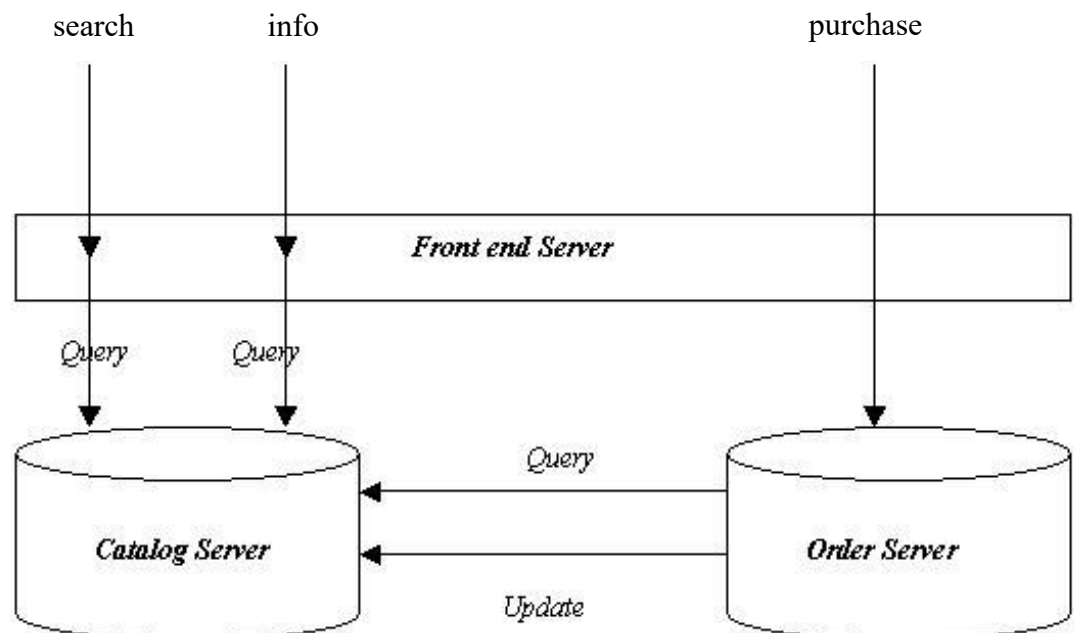 search info purchase
Front end Server
Query Query
Query
Catalog Server Order Server
Update